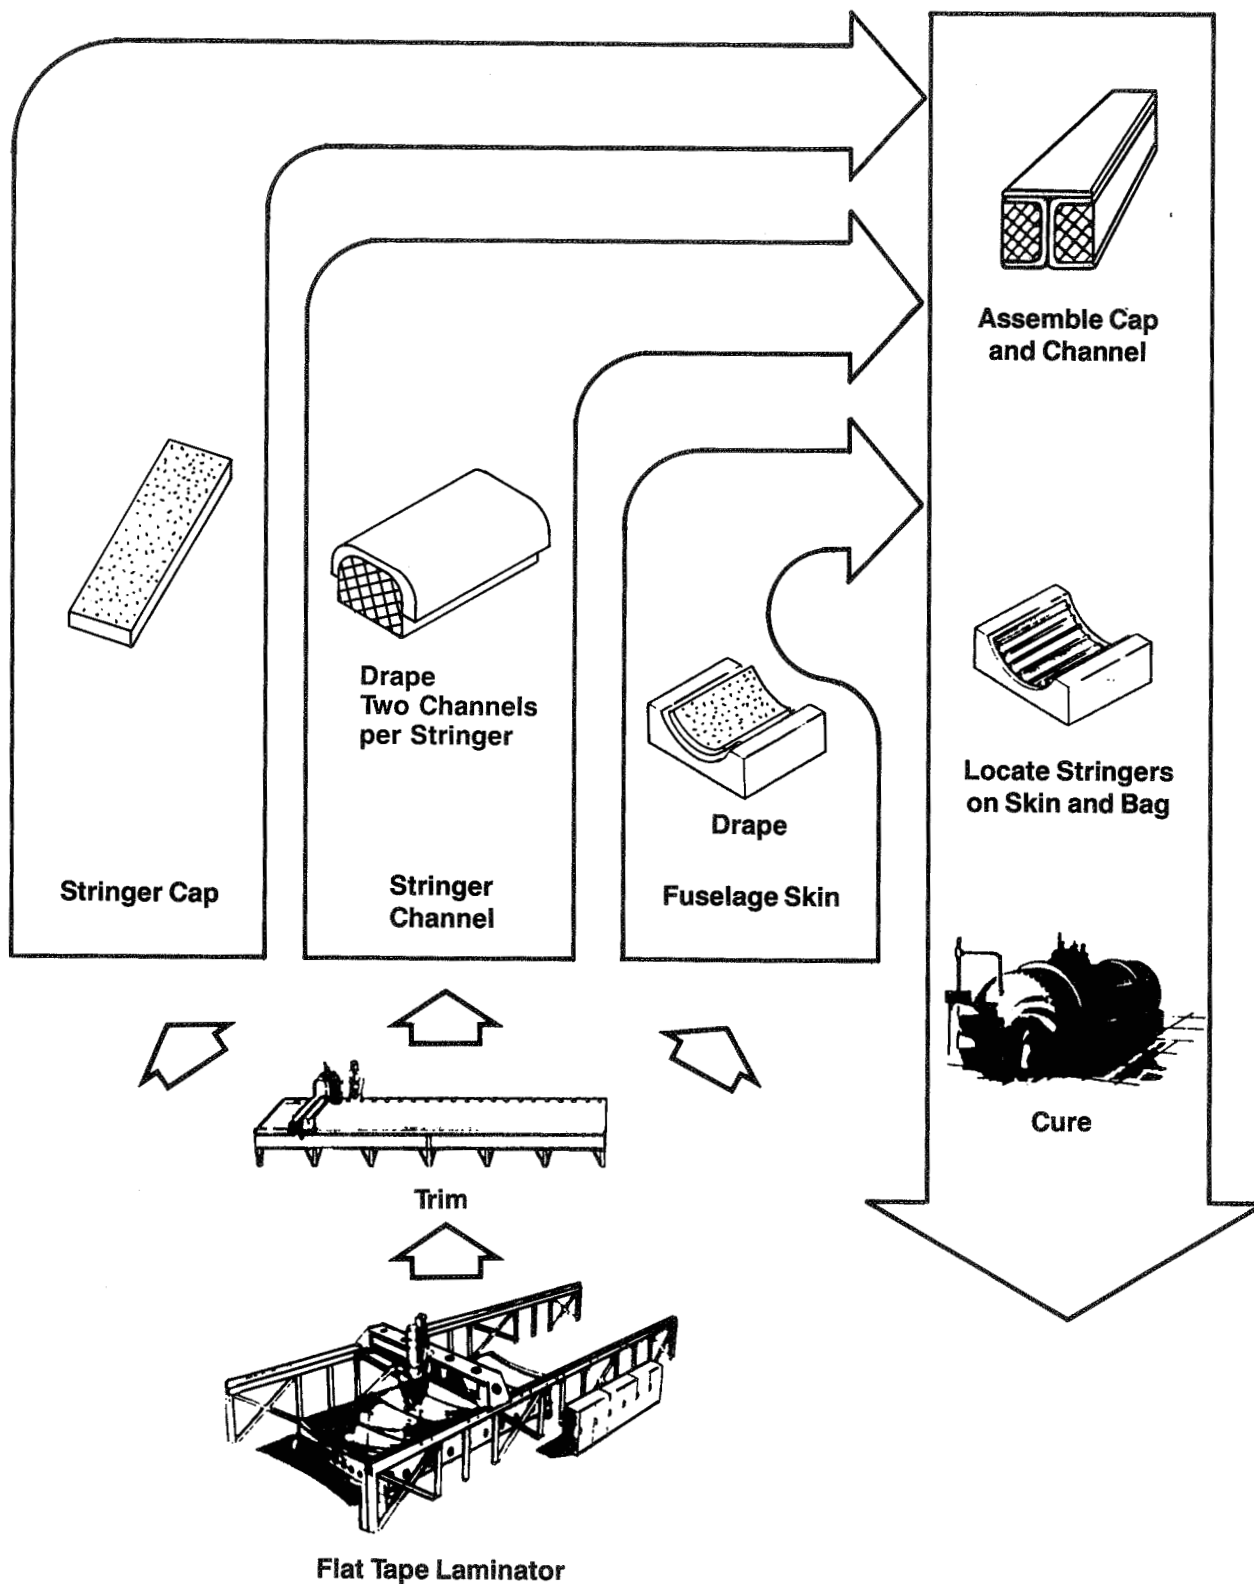 Assemble Cap
and Channel
Drape
Two Channels
per Stringer
Locate Stringers
on Skin and Bag
Drape
Stringer Cap
Stringer
Channel
Fuselage Skin
Cure
Trim
Flat Tape Laminator